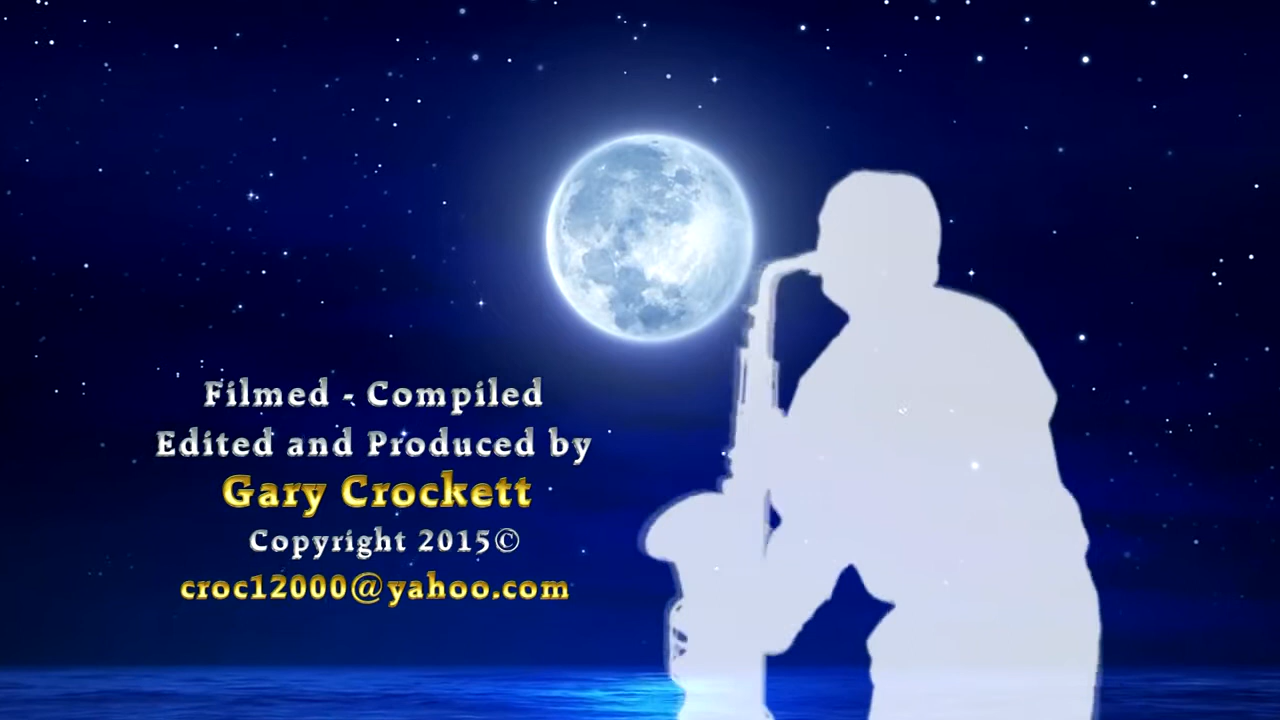 Filmed - Compiled
Edited and Produced by
Gary Crockett
Copyright 2015©
croc12000@yahoo.com